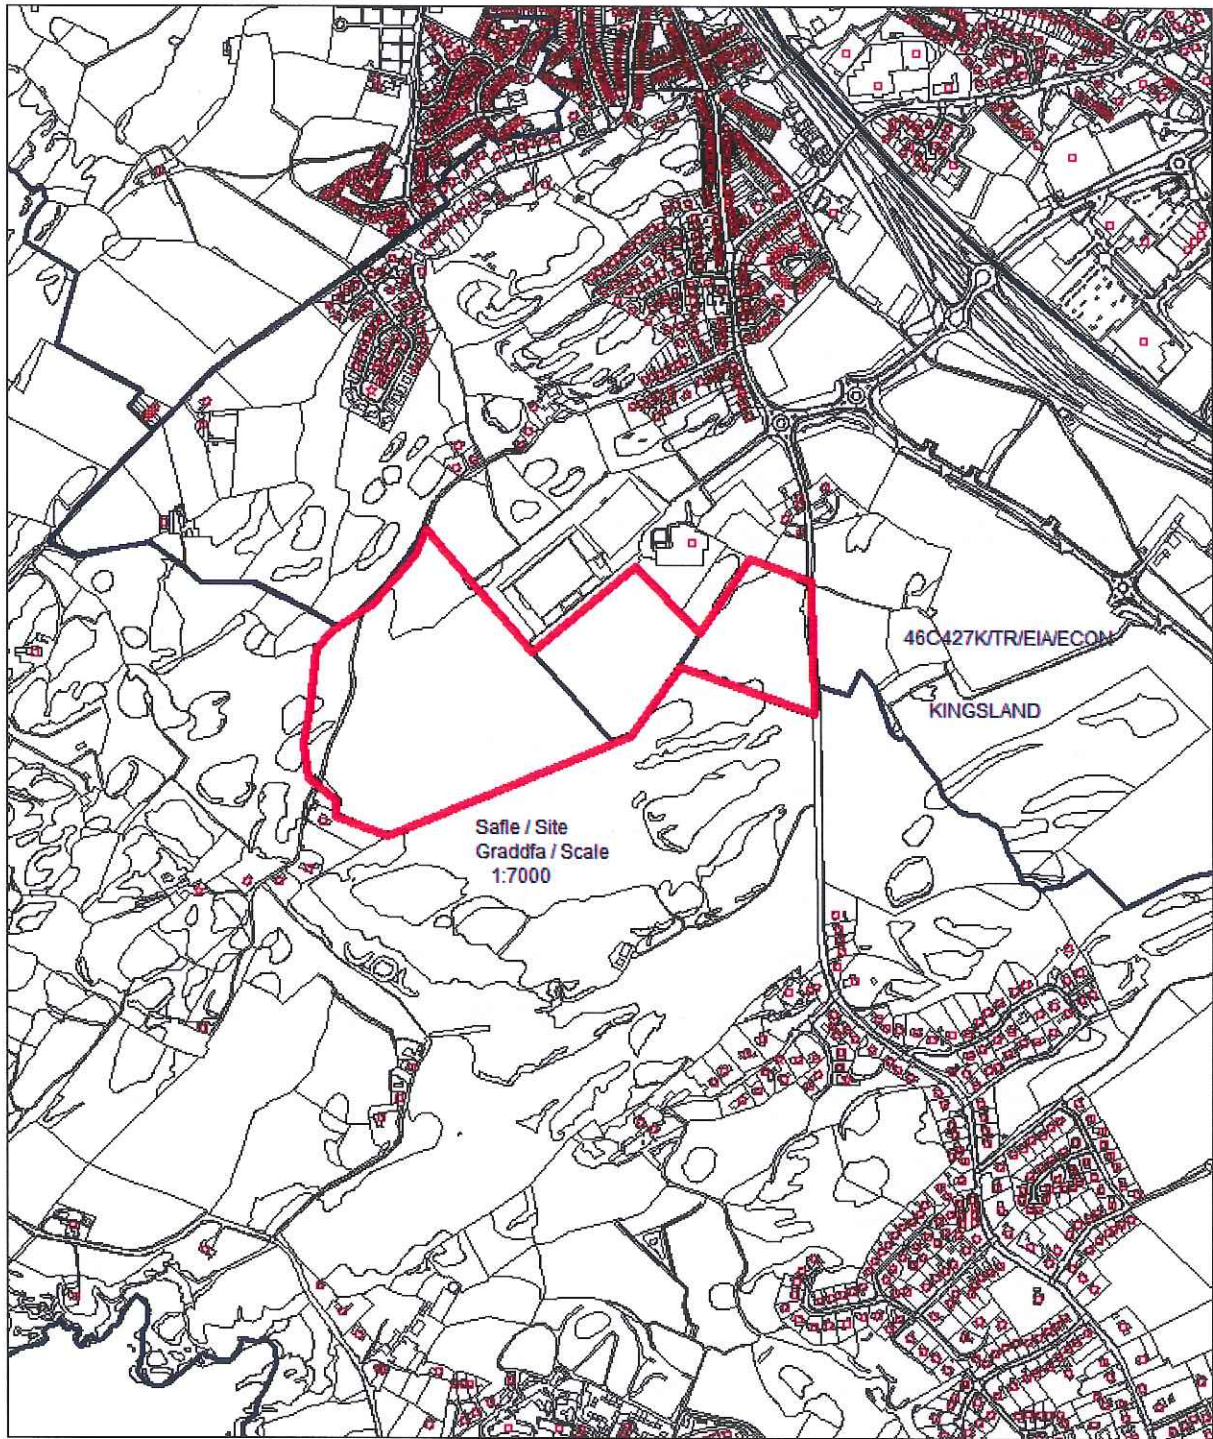 46C427K/TR/EIA/ECON
KINGSLAND
Safle / Site
Graddfa / Scale
1:7000